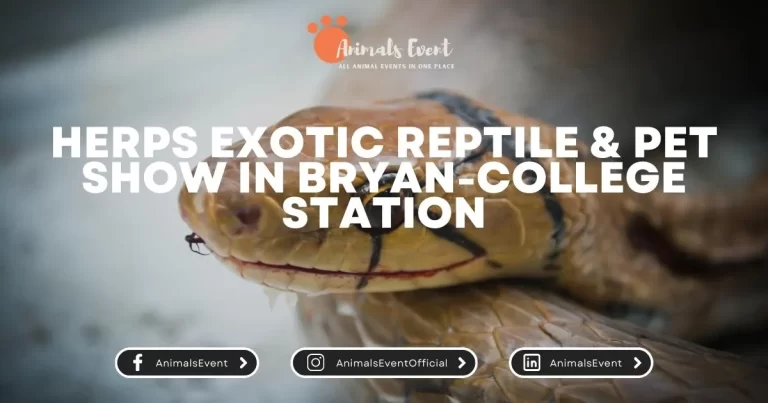 Animals Event
ALL ANIMAL EVENTS IN ONE PLACE
HERPS EXOTIC REPTILE & PET
SHOW IN BRYAN-COLLEGE
STATION
AnimalsEvent
AnimalsEventOfficial
AnimalsEvent